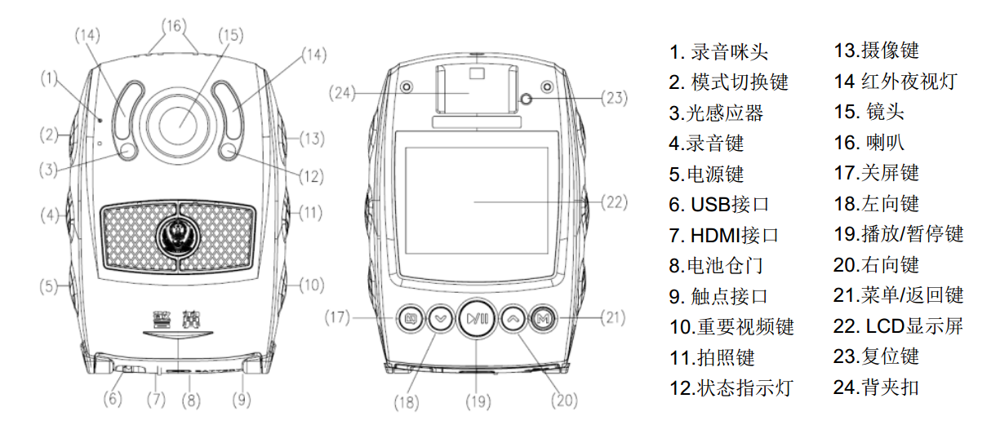 (16)
(14)
(15)
(14)
(1)
(2)
(13)
(3)
(12)
(4)
(11)
(5)
(10)
(6)
(7)
(8)
(9)
(24)
(23)
(22)
(17)
M
(21)
(18)
(19)
(20)
1. 录音咪头
2. 模式切换键
3.光感应器
4.录音键
5.电源键
6. USB接口
7. HDMI接口
8.电池仓门
9. 触点接口
10.重要视频键
11.拍照键
12.状态指示灯
13.摄像键
14 红外夜视灯
15. 镜头
16. 喇叭
17.关屏键
18.左向键
19.播放/暂停键
20.右向键
21.菜单/返回键
22. LCD显示屏
23.复位键
24.背夹扣